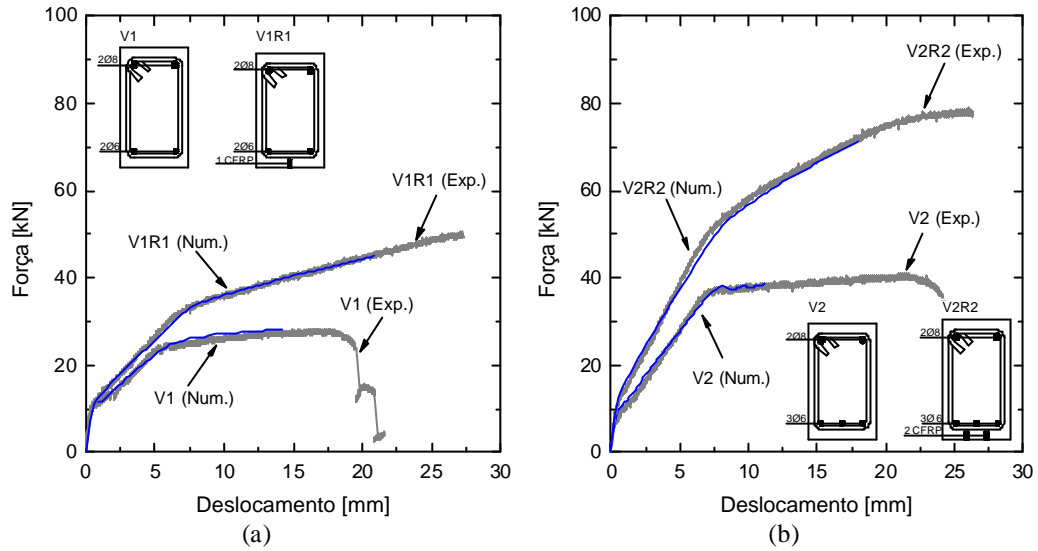 100
80
60
40
20
0
Força [kN]
V1
2Ø8
2Ø6
V1R1
2Ø8
2Ø6
1 CFRP
V1R1 (Exp.)
V1R1 (Num.)
V1 (Exp.)
V1 (Num.)
0 5 10 15 20 25 30
Deslocamento [mm]
(a)
100
80
60
40
20
0
Força [kN]
V2R2 (Exp.)
V2R2 (Num.)
V2 (Exp.)
V2 (Num.)
V2
2Ø8
3Ø6
V2R2
2Ø8
3Ø6
2 CFRP
0 5 10 15 20 25 30
Deslocamento [mm]
(b)